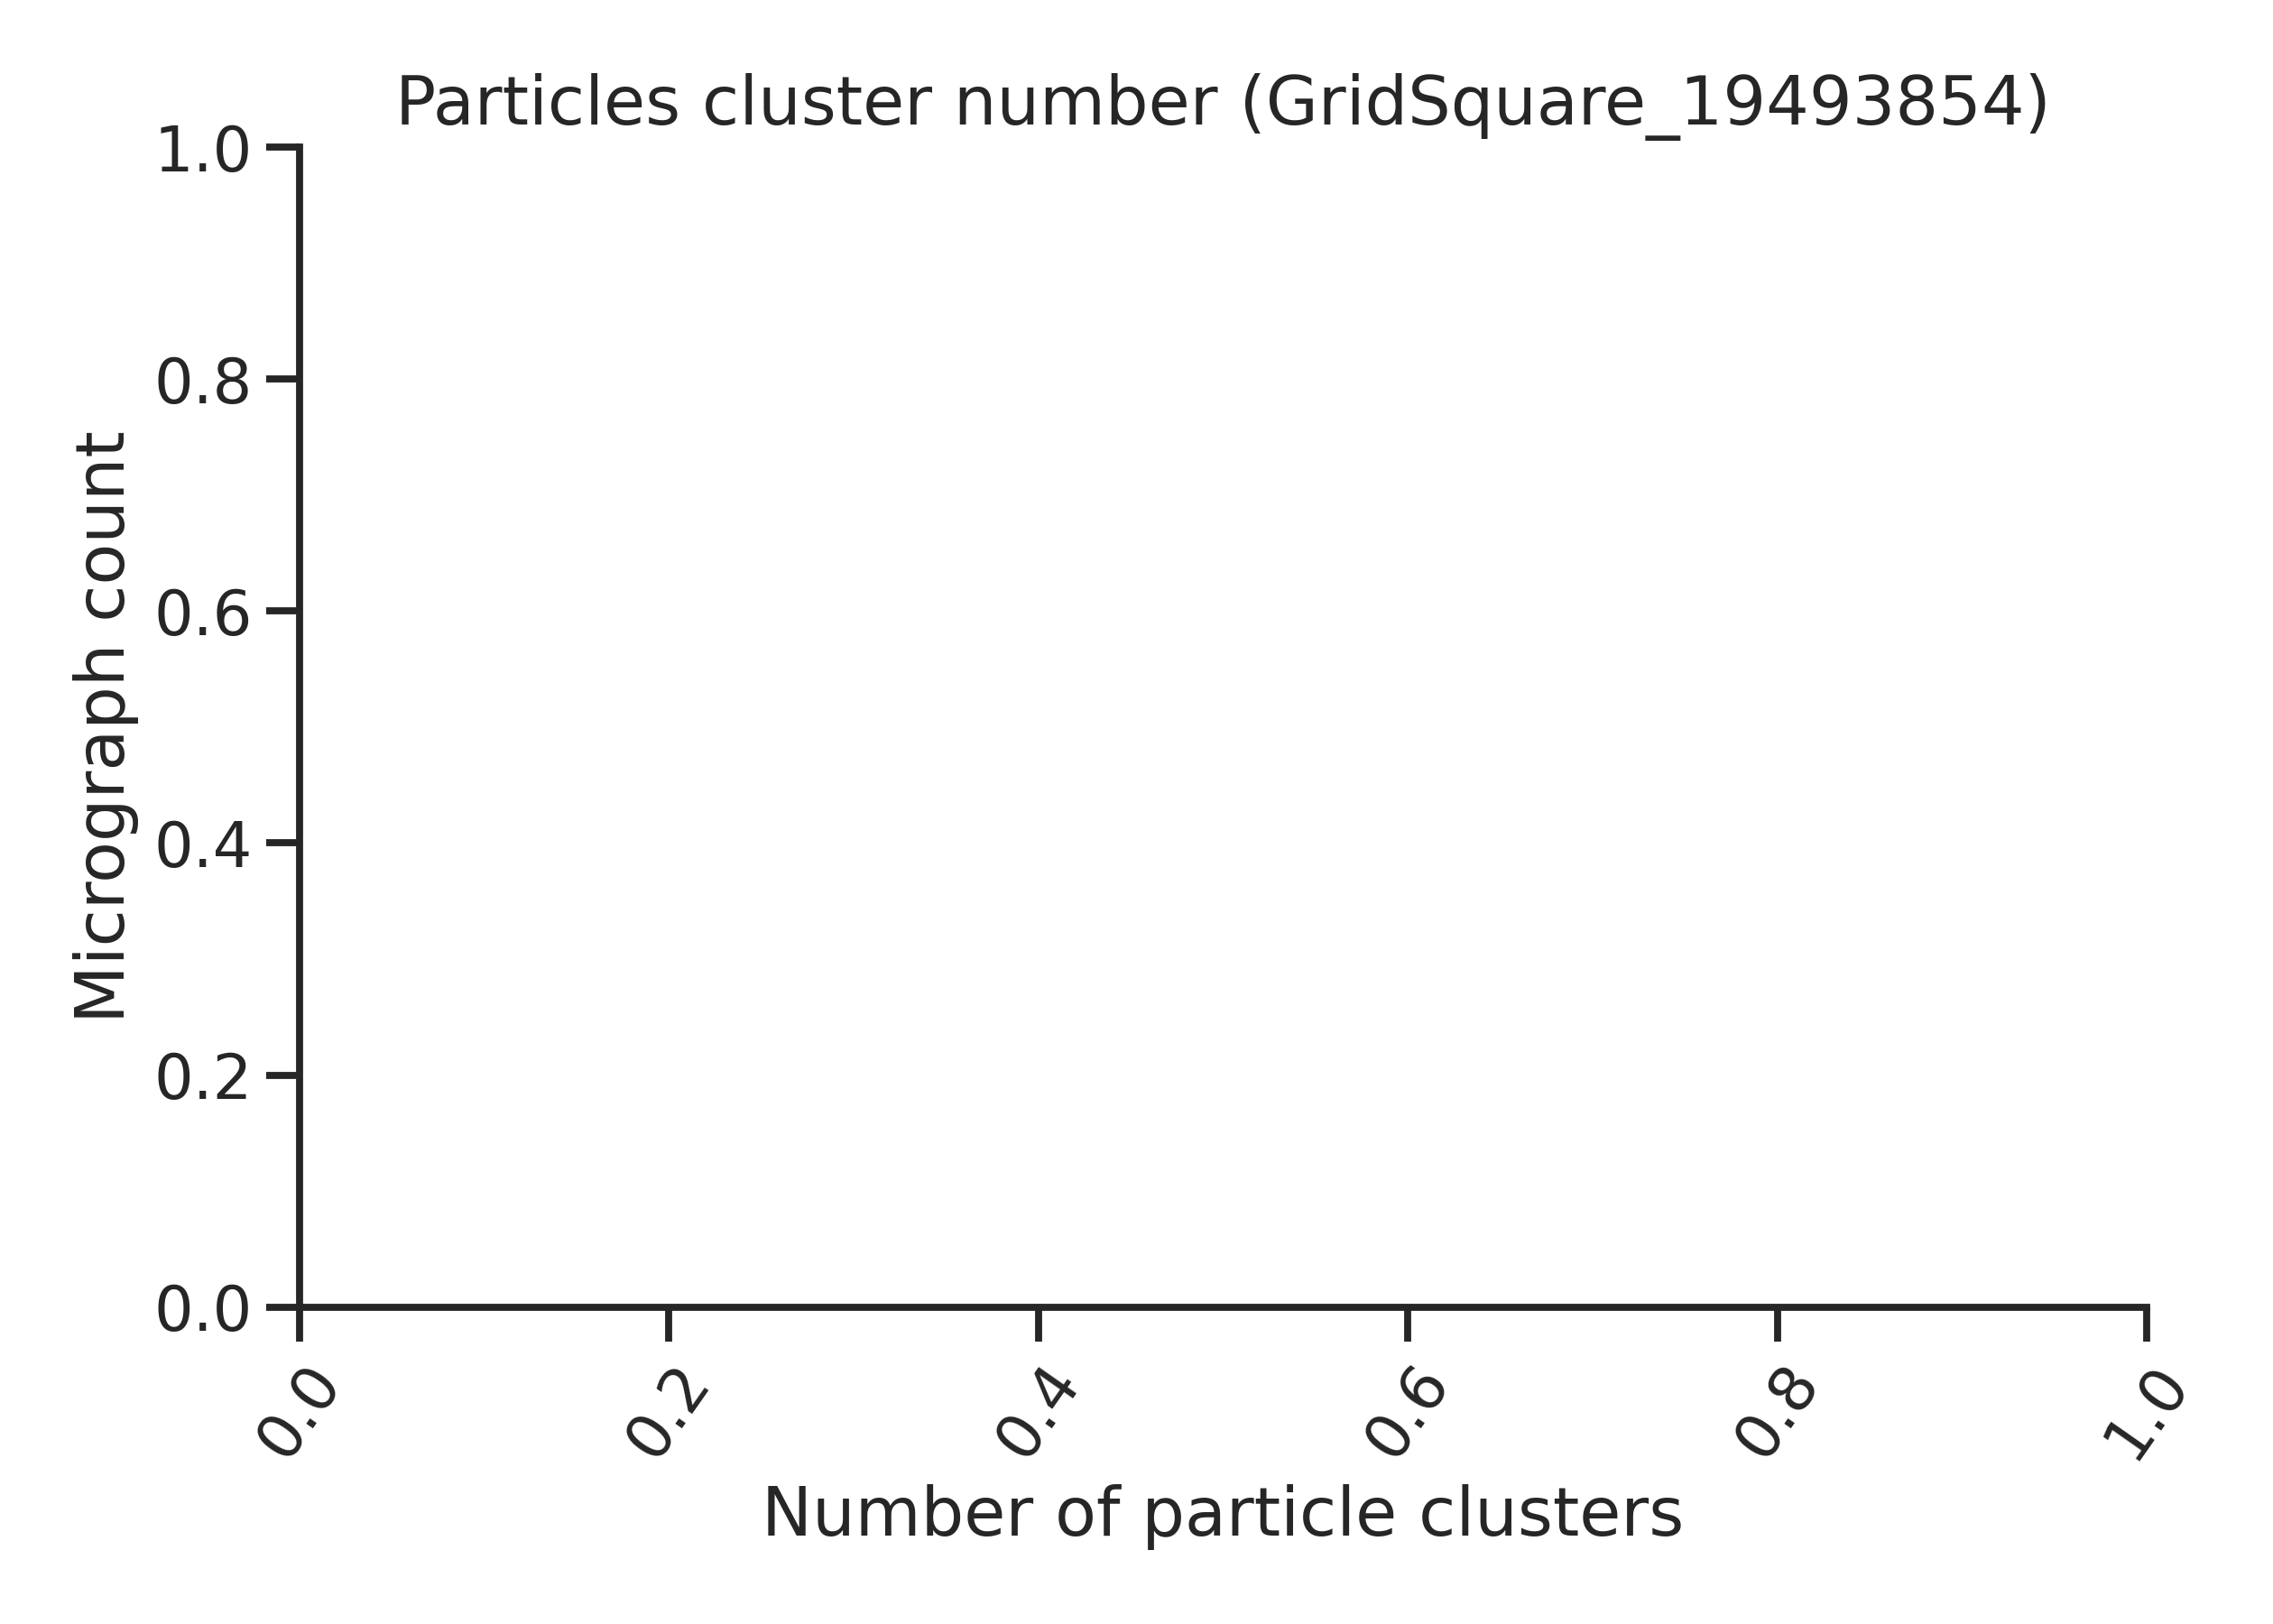 Particles cluster number (GridSquare_19493854)
1.0
0.8
0.6
0.4
0.2
0.0
Micrograph count
0.0 0.2 0.4 0.6 0.8 1.0
Number of particle clusters